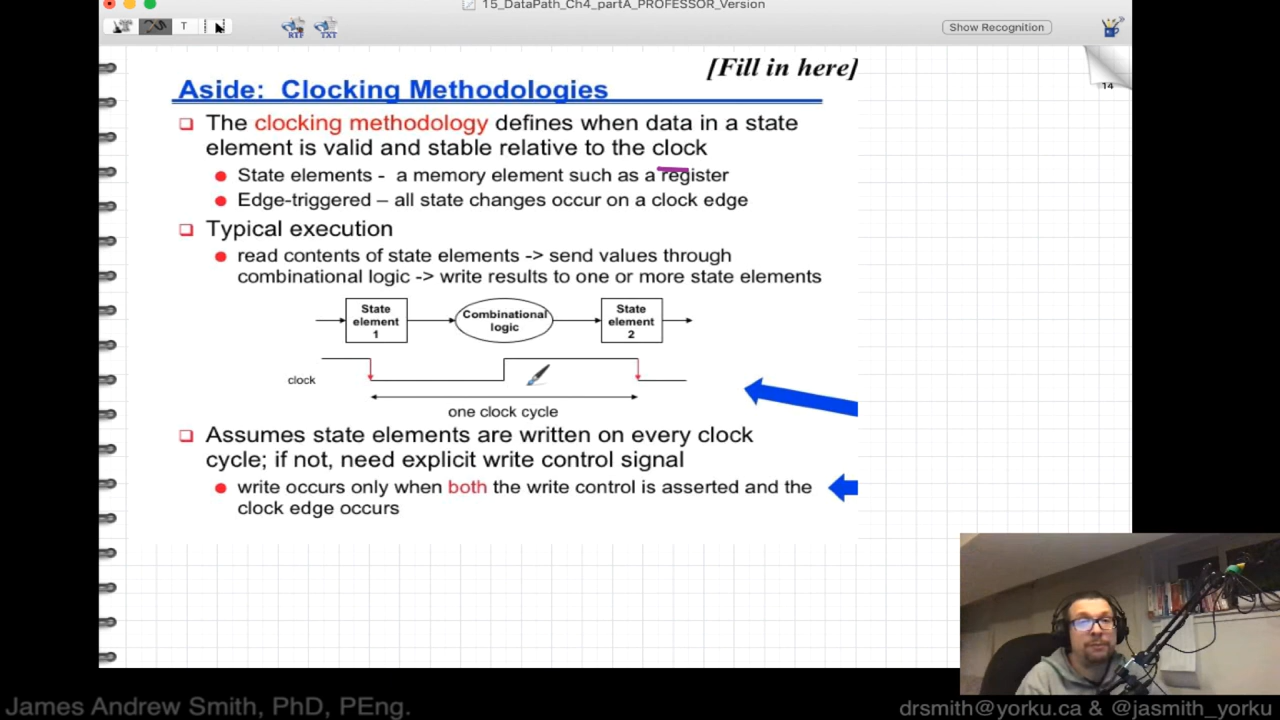 15_DataPath_Ch4_partA_PROFESSOR_Version
T
RTF
TXT
Show Recognition
[Fill in here]
14
Aside: Clocking Methodologies
The clocking methodology defines when data in a state
element is valid and stable relative to the clock
State elements - a memory element such as a register
Edge-triggered – all state changes occur on a clock edge
Typical execution
read contents of state elements -> send values through
combinational logic -> write results to one or more state elements
State
element
1
Combinational
logic
State
element
2
clock
one clock cycle
Assumes state elements are written on every clock
cycle; if not, need explicit write control signal
write occurs only when both the write control is asserted and the
clock edge occurs
James Andrew Smith, PhD, PEng.
drsmith@yorku.ca & @jasmith_yorku